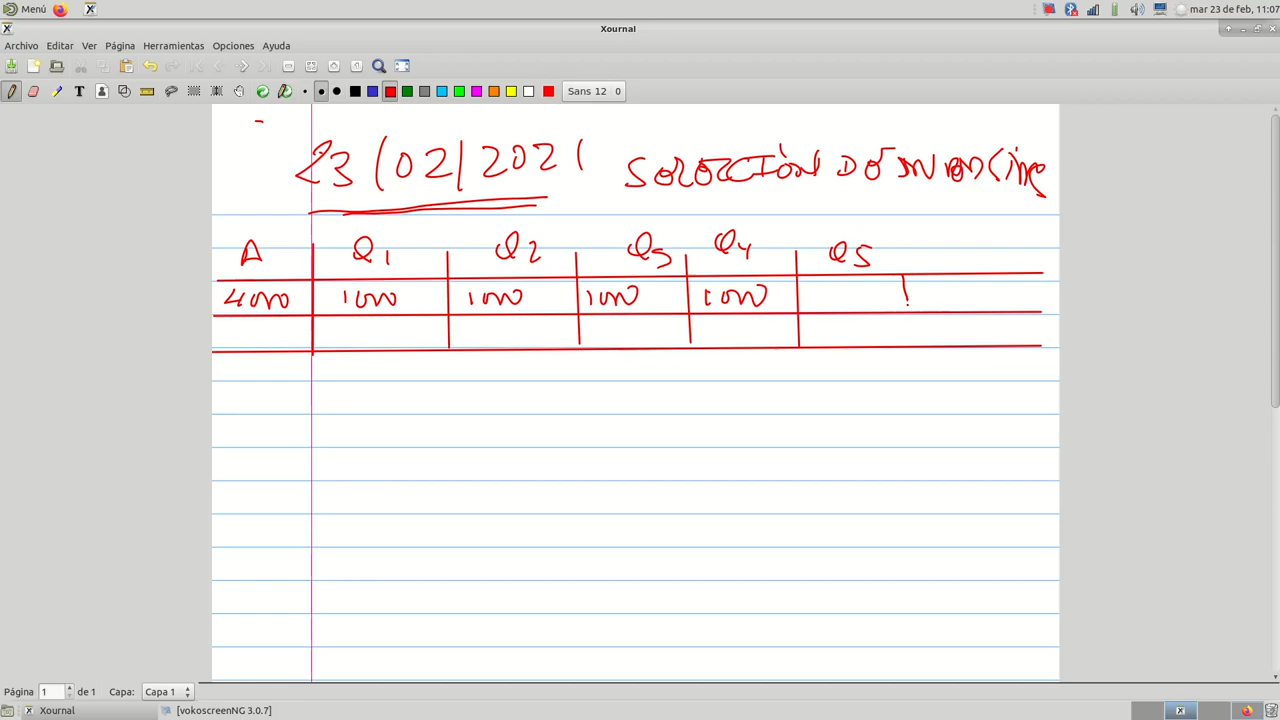 Menú mar 23 de feb, 11:07
Xournal
Archivo Editar Ver Página Herramientas Opciones Ayuda
Sans 12 0
23/02/2021 SELECCIÓN DE INVERSIONES
A Q1 Q2 Q3 Q4 Q5
4000 1000 1000 1000 1000
Página 1 de 1 Capa: Capa 1
Xournal [vokoscreenNG 3.0.7]